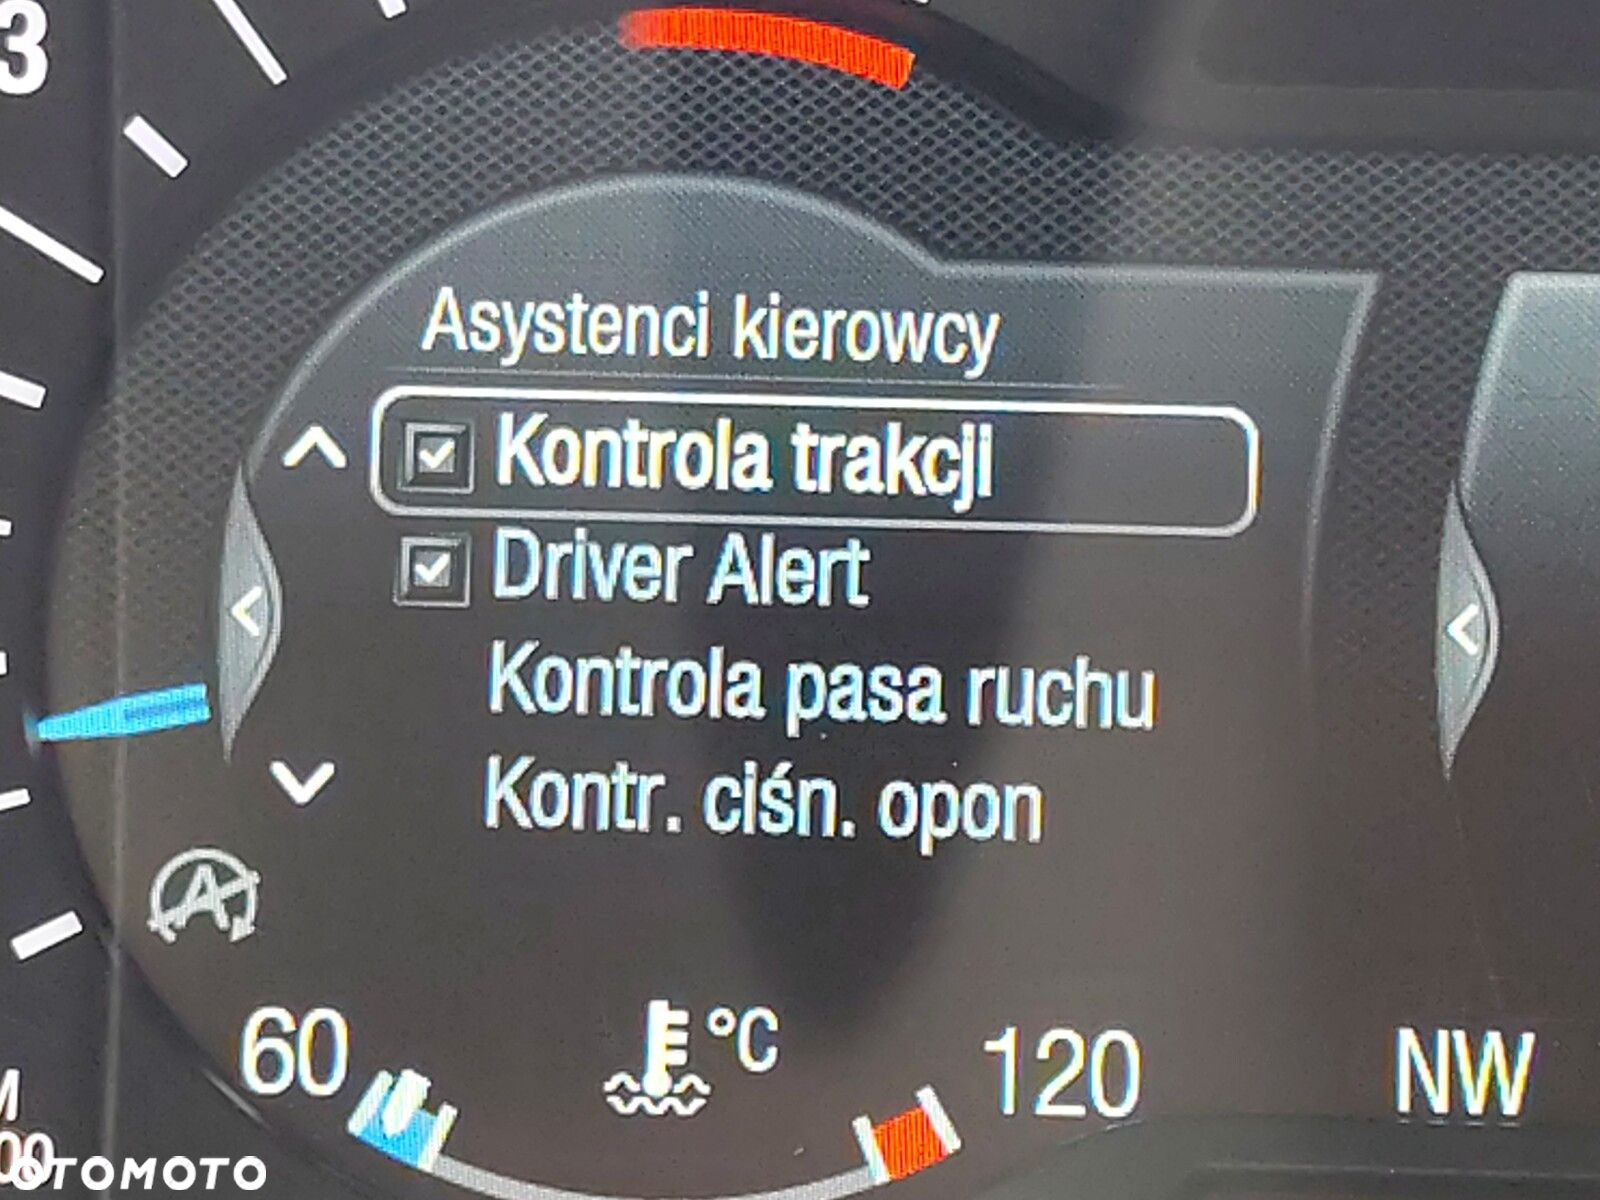 3
Asystenci kierowcy
Kontrola trakcji
Driver Alert
Kontrola pasa ruchu
Kontr. ciśn. opon
A
60
°C
120
NW
OTOMOTO